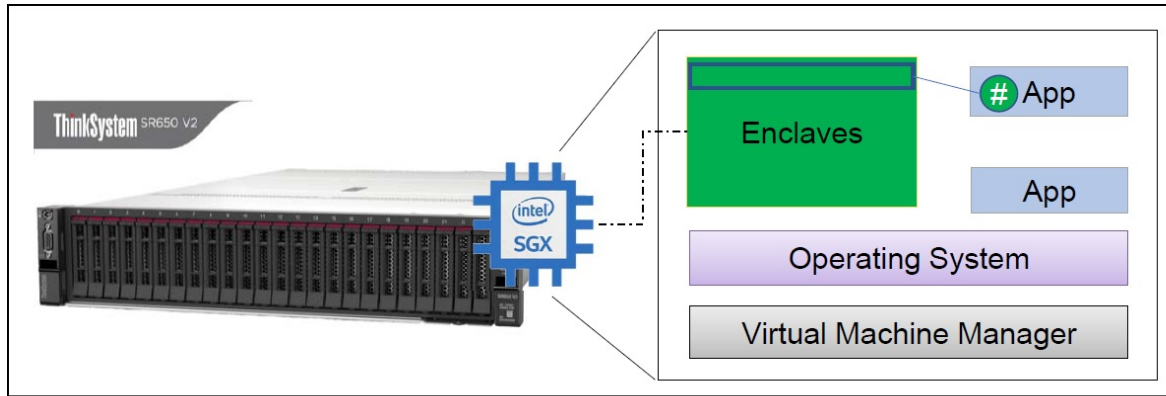 ThinkSystem SR650 V2
intel
SGX
Enclaves
# App
App
Operating System
Virtual Machine Manager